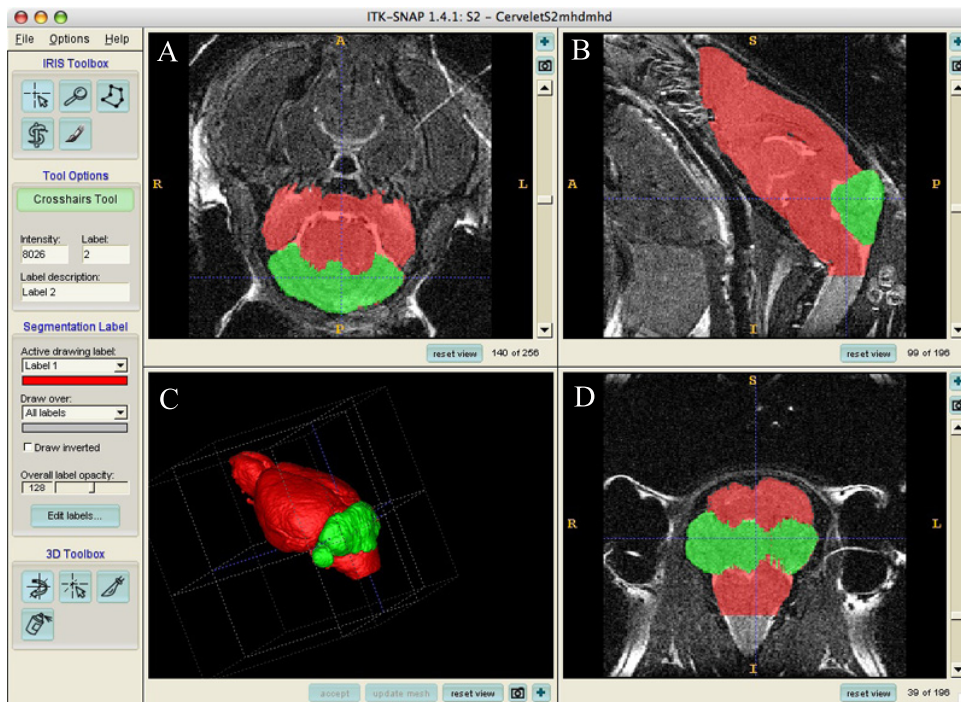 ITK-SNAP 1.4.1: S2 - CerveletS2mhdmhd
File Options Help
IRIS Toolbox
Tool Options
Crosshairs Tool
Intensity: Label:
8026 2
Label description:
Label 2
Segmentation Label
Active drawing label:
Label 1
Draw over:
All labels
Draw inverted
Overall label opacity:
128
Edit labels...
3D Toolbox
A
A
R
L
P
reset view 140 of 256
B
S
A
P
I
reset view 99 of 196
C
accept update mesh reset view
D
S
R
L
I
reset view 39 of 196